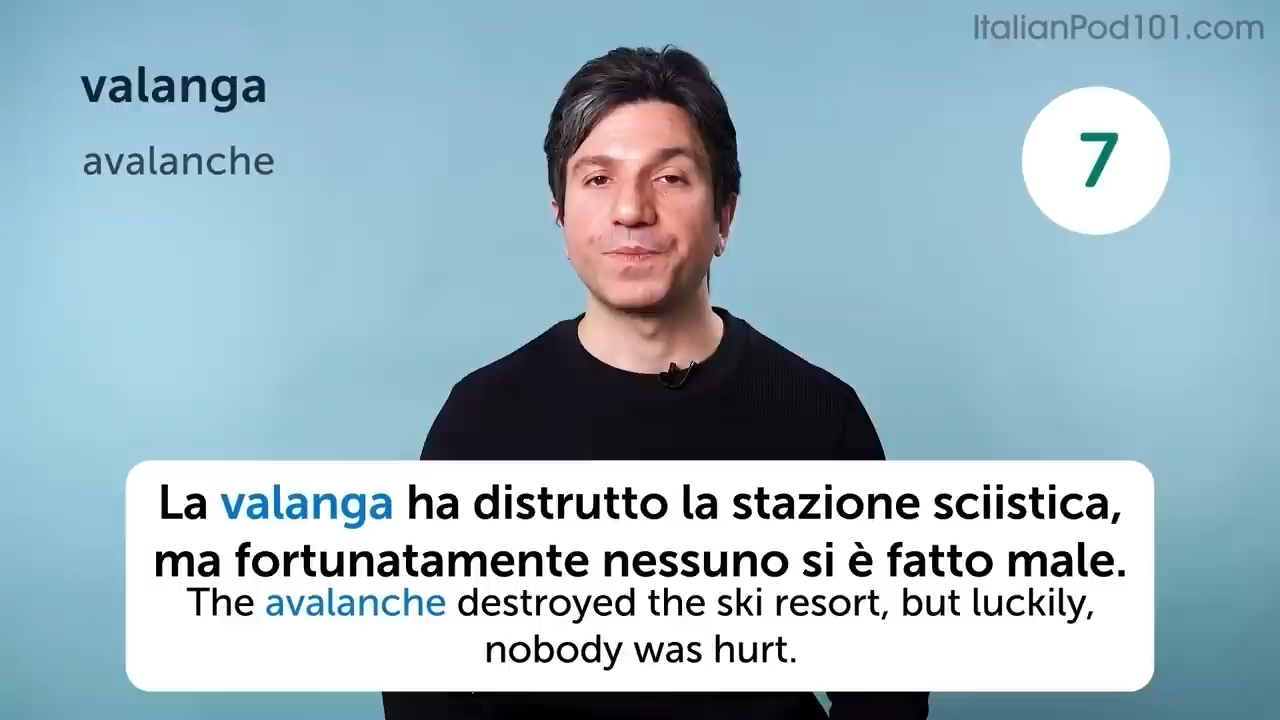 ItalianPod101.com
valanga
avalanche
7
La valanga ha distrutto la stazione sciistica,
ma fortunatamente nessuno si è fatto male.
The avalanche destroyed the ski resort, but luckily,
nobody was hurt.